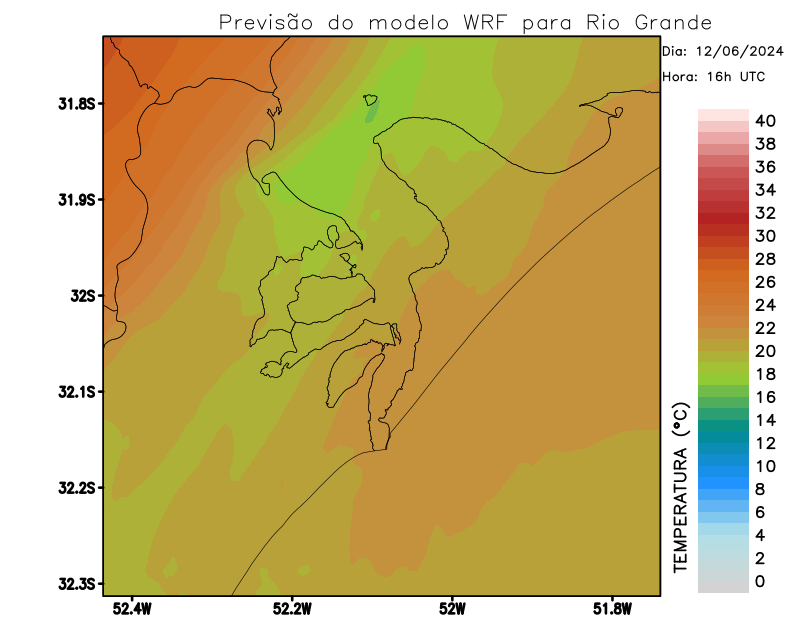 Previsão do modelo WRF para Rio Grande
Dia: 12/06/2024
Hora: 16h UTC
31.8S
31.9S
32S
32.1S
32.2S
32.3S
52.4W
52.2W
52W
51.8W
TEMPERATURA (°C)
40
38
36
34
32
30
28
26
24
22
20
18
16
14
12
10
8
6
4
2
0